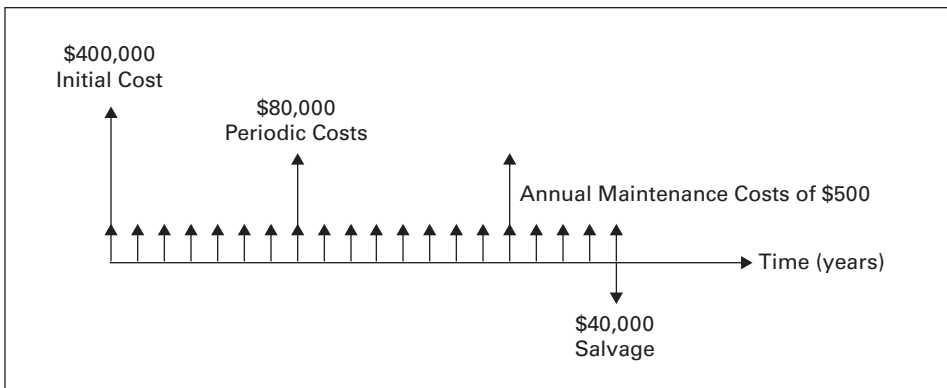 $400,000
Initial Cost
$80,000
Periodic Costs
Annual Maintenance Costs of $500
Time (years)
$40,000
Salvage